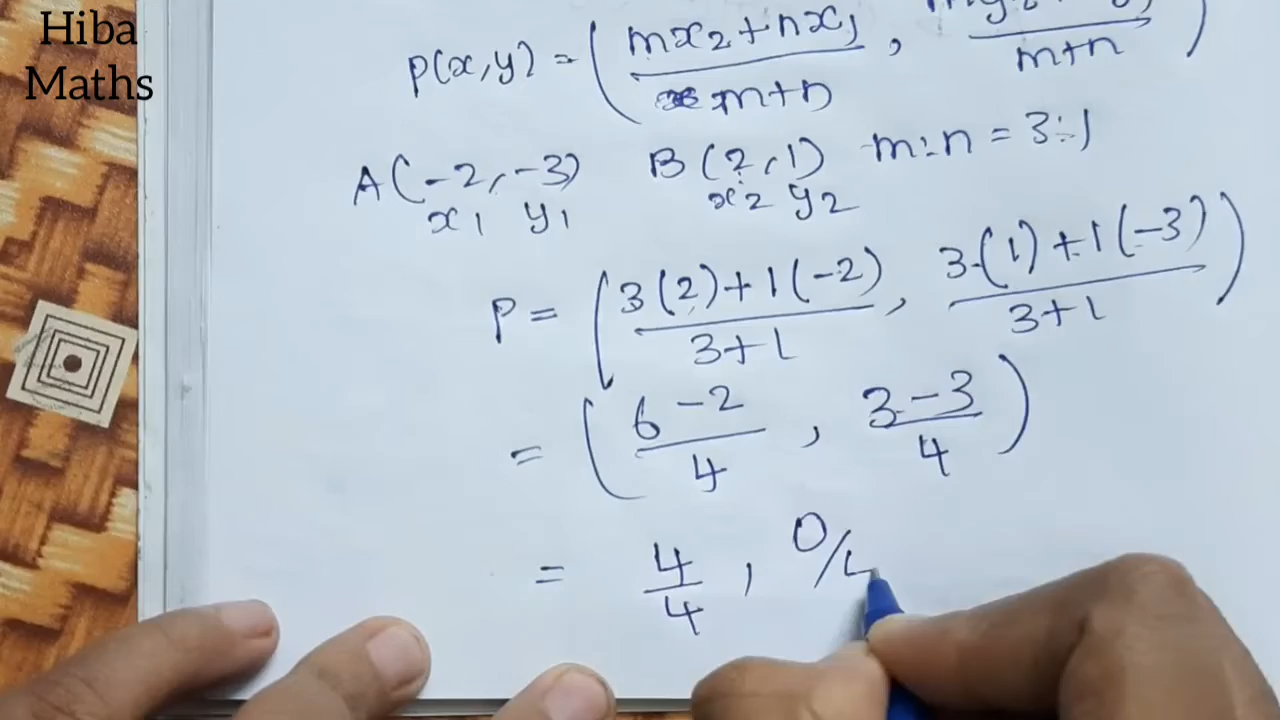 Hiba
Maths
P(x,y) = ( mx₂+nx₁ / m+n , / m+n )
A(-2,-3) B(2,1) m:n = 3:1
x₁ y₁ x₂ y₂
P = ( 3(2)+1(-2) / 3+1 , 3(1)+1(-3) / 3+1 )
= ( 6-2 / 4 , 3-3 / 4 )
= 4/4 , 0/